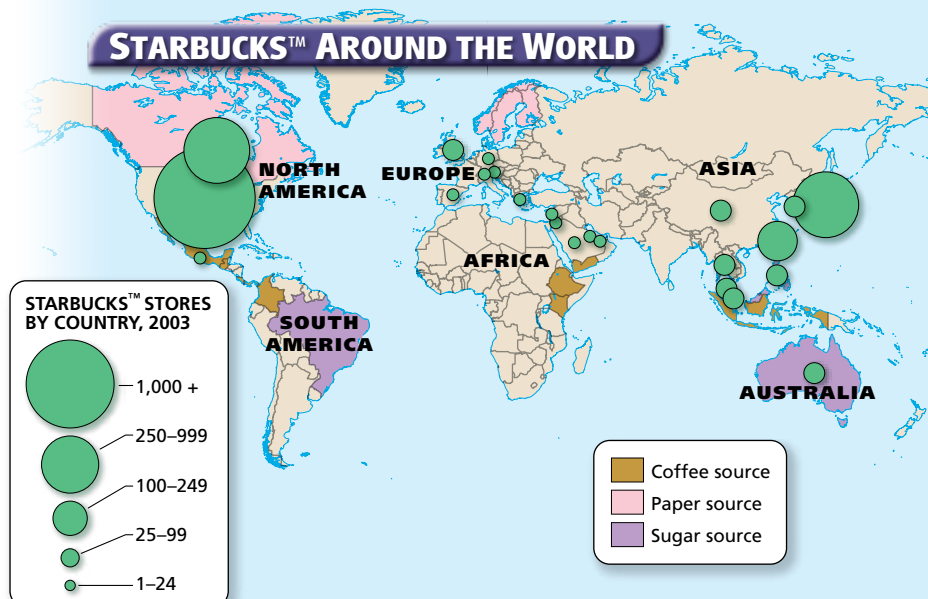 STARBUCKS™ AROUND THE WORLD
NORTH
AMERICA
EUROPE
ASIA
AFRICA
SOUTH
AMERICA
AUSTRALIA
STARBUCKS™ STORES
BY COUNTRY, 2003
1,000 +
250–999
100–249
25–99
1–24
Coffee source
Paper source
Sugar source